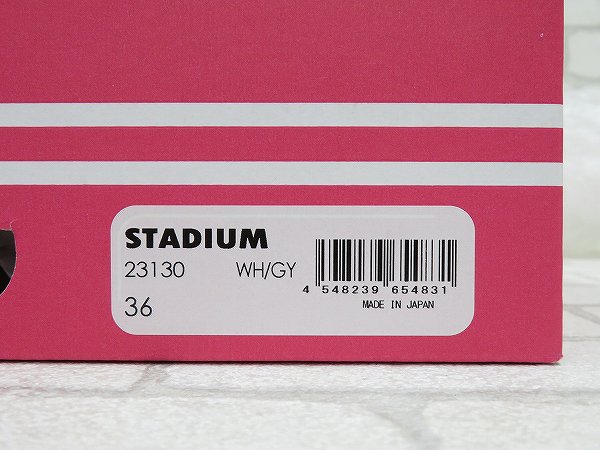 STADIUM
23130 WH/GY
36
4 548239 654831
MADE IN JAPAN